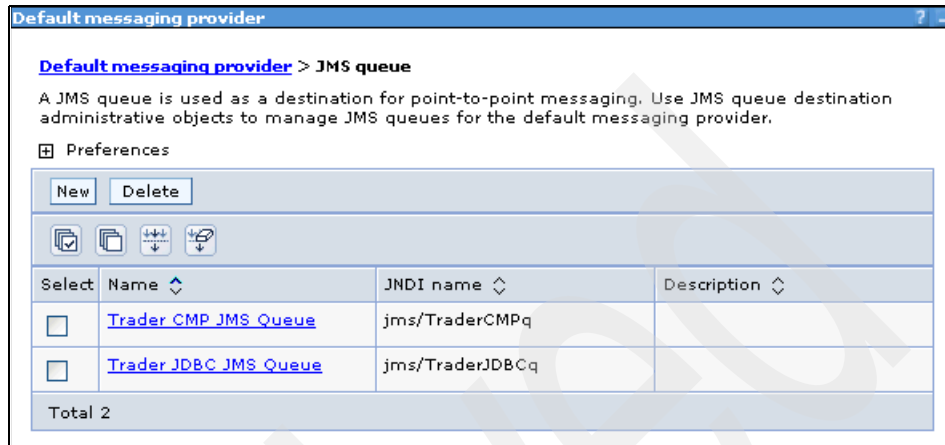 Default messaging provider ? -
Default messaging provider > JMS queue
A JMS queue is used as a destination for point-to-point messaging. Use JMS queue destination
administrative objects to manage JMS queues for the default messaging provider.
Preferences
New Delete
Select Name JNDI name Description
Trader CMP JMS Queue jms/TraderCMPq
Trader JDBC JMS Queue jms/TraderJDBCq
Total 2